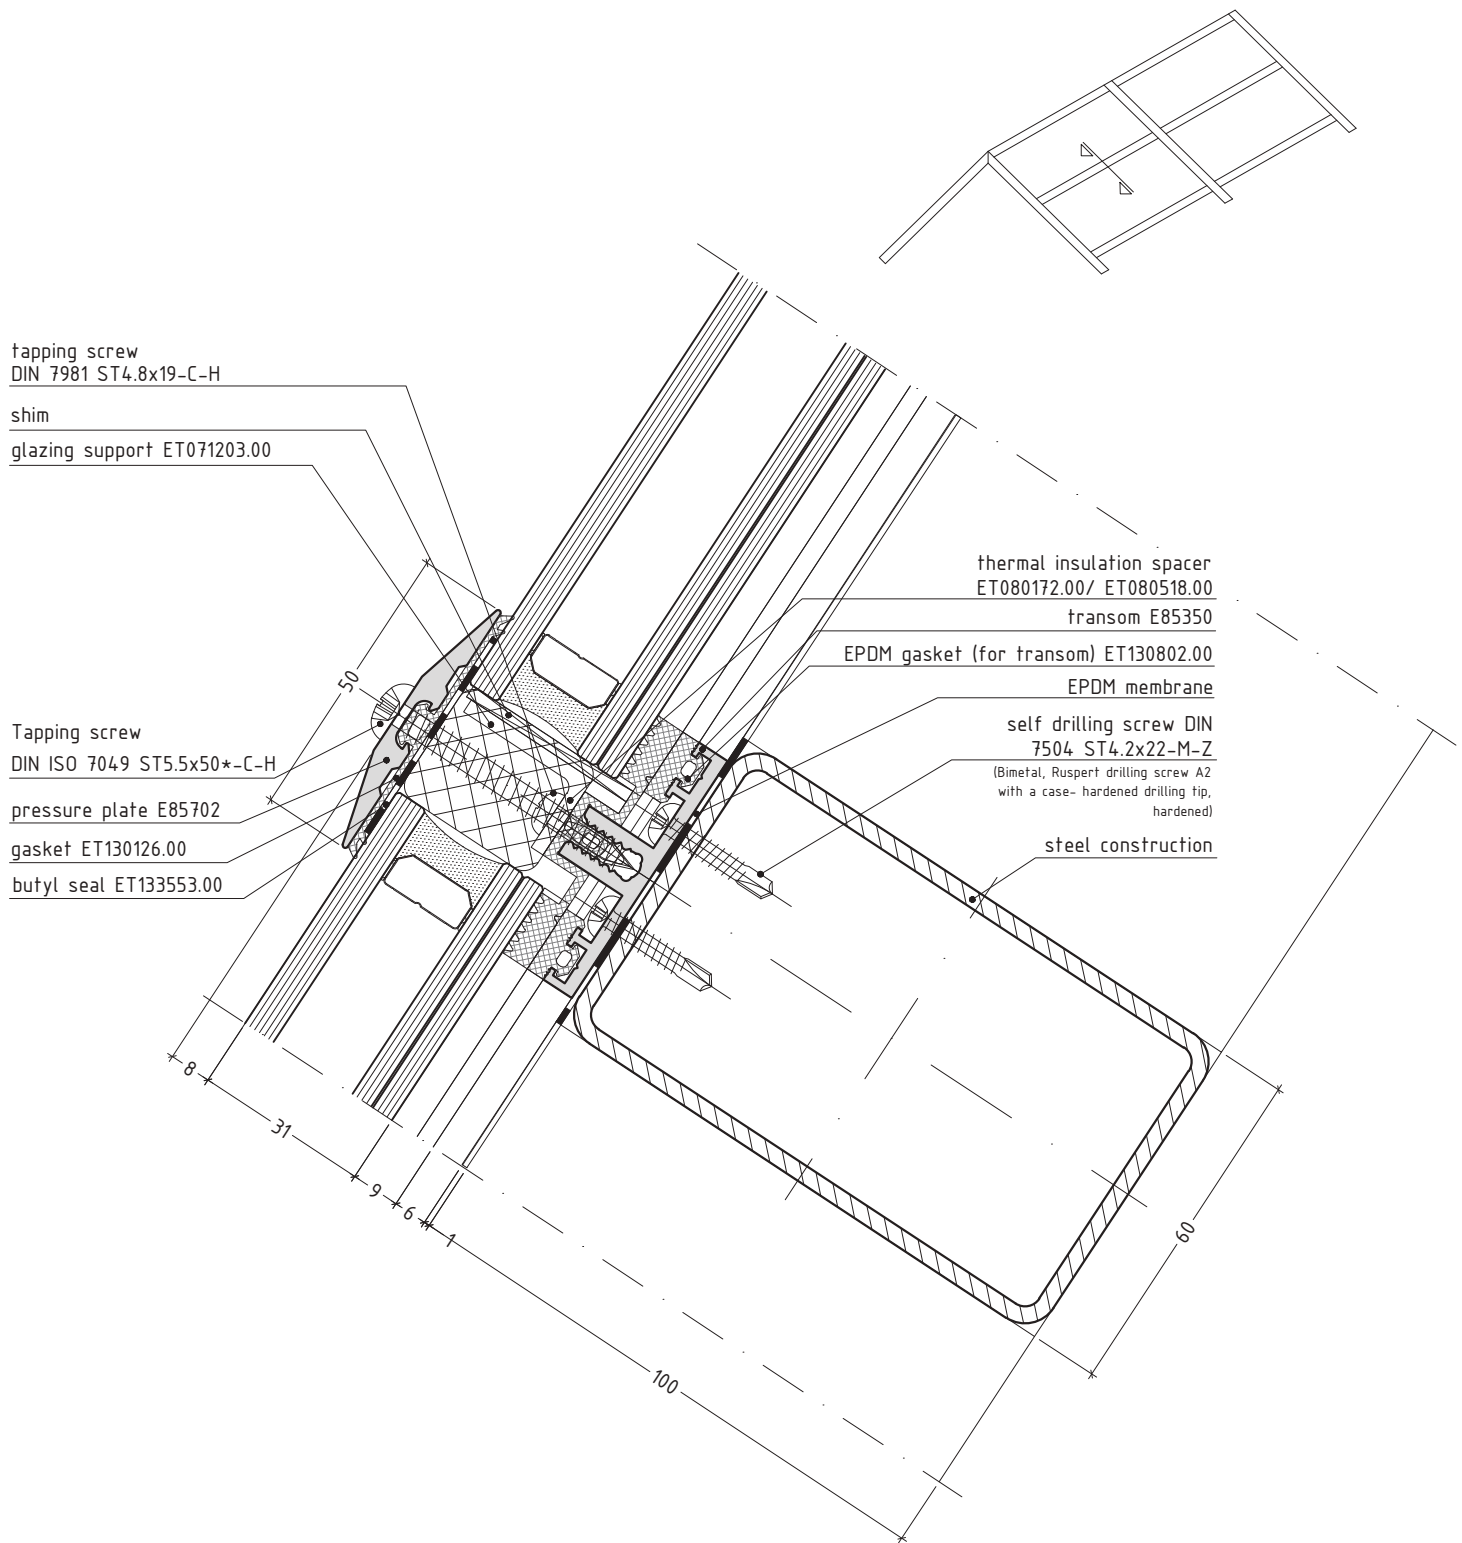 tapping screw
DIN 7981 ST4.8x19-C-H
shim
glazing support ET071203.00
thermal insulation spacer
ET080172.00/ ET080518.00
transom E85350
EPDM gasket (for transom) ET130802.00
EPDM membrane
self drilling screw DIN
7504 ST4.2x22-M-Z
(Bimetal, Ruspert drilling screw A2
with a case- hardened drilling tip,
hardened)
steel construction
50
Tapping screw
DIN ISO 7049 ST5.5x50*-C-H
pressure plate E85702
gasket ET130126.00
butyl seal ET133553.00
8
31
9
6
1
100
60